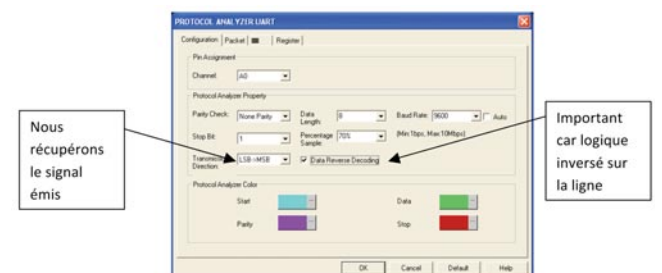 PROTOCOL ANALYZER UART
Configuration Packet Register
Pin Assignment
Channel: A0
Protocol Analyzer Property
Parity Check: None Parity Data Length: 8 Baud Rate: 9600 Auto
Stop Bit: 1 Percentage Sample: 70% (Min:1bps, Max:10Mbps)
Transmission Direction: LSB->MSB Data Reverse Decoding
Protocol Analyzer Color
Start Data
Parity Stop
OK Cancel Default Help
Nous
récupérons
le signal
émis
Important
car logique
inversé sur
la ligne